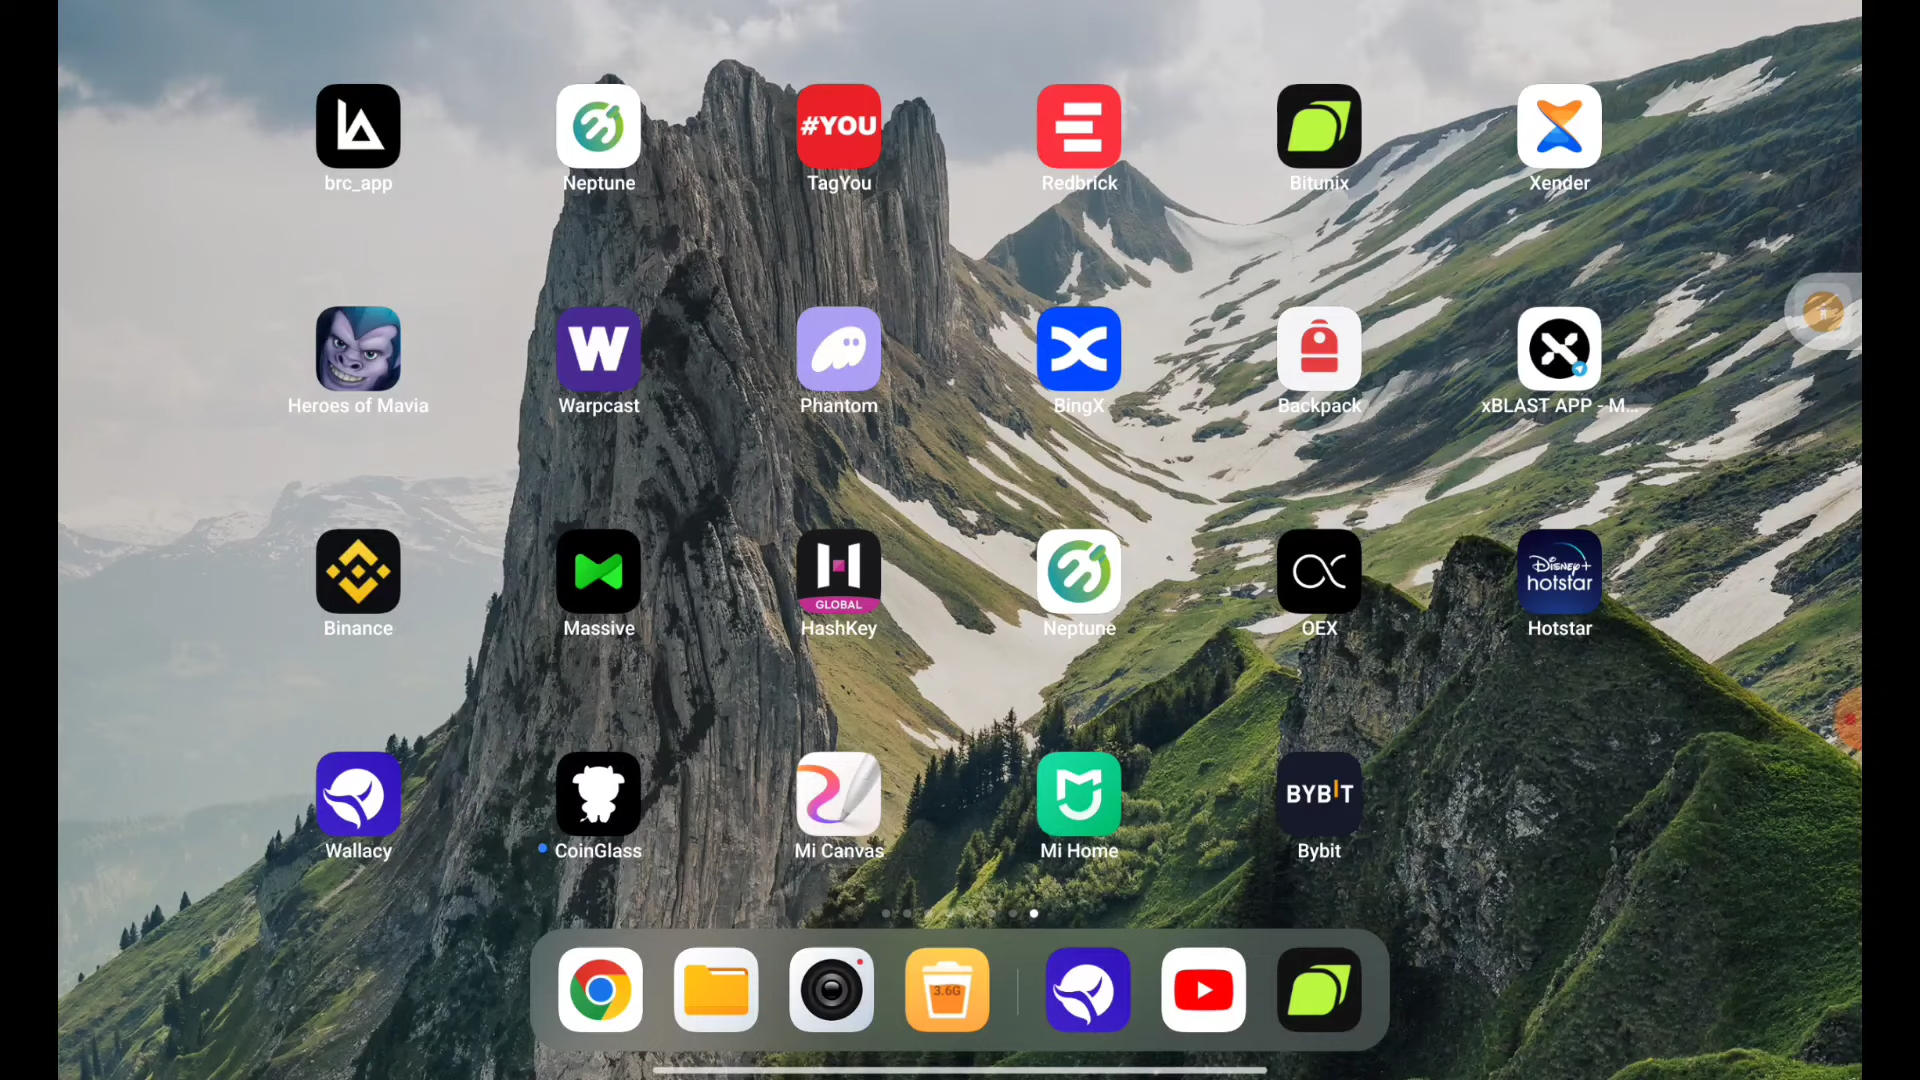 #YOU
brc_app
Neptune
TagYou
Redbrick
Bitunix
Xender
W
Heroes of Mavia
Warpcast
Phantom
BingX
Backpack
xBLAST APP - M...
H
GLOBAL
Disney+
hotstar
Binance
Massive
HashKey
Neptune
OEX
Hotstar
BYBIT
Wallacy
CoinGlass
Mi Canvas
Mi Home
Bybit
3.6G